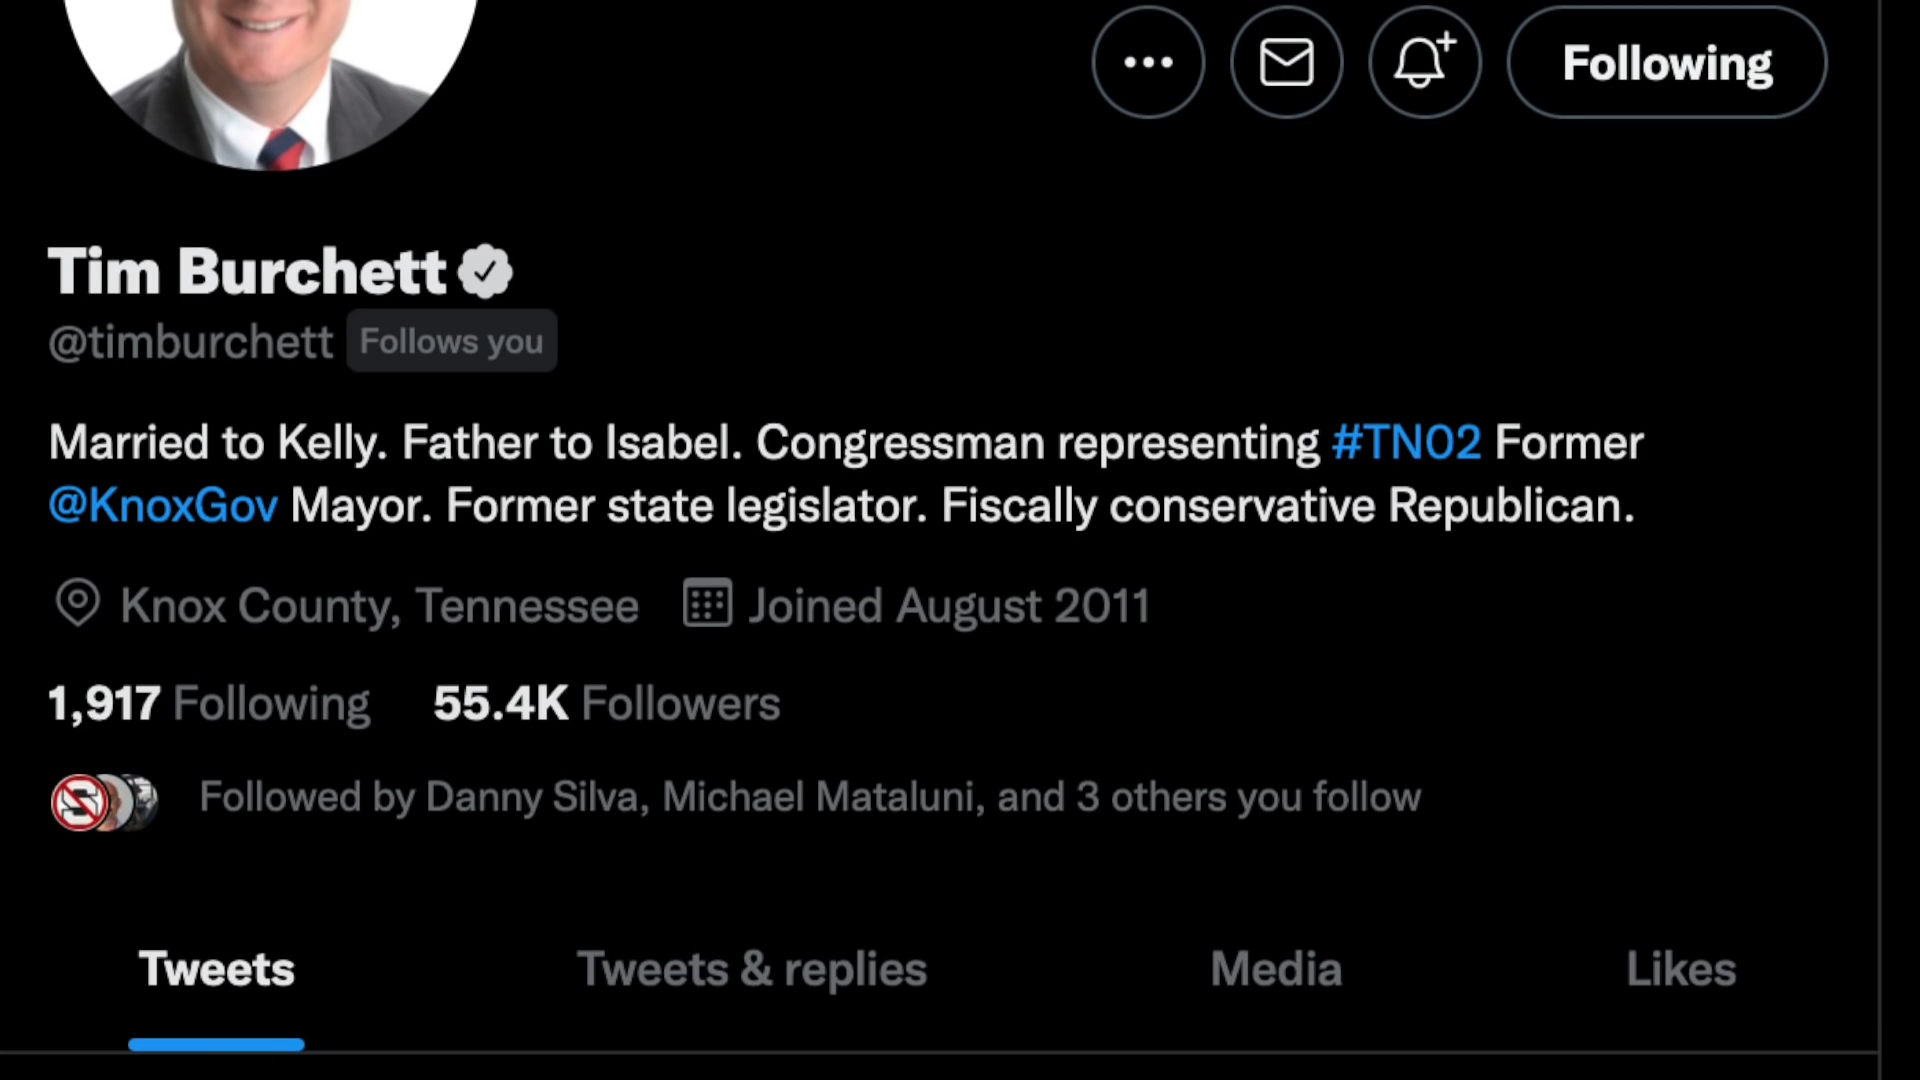 Following
Tim Burchett
@timburchett Follows you
Married to Kelly. Father to Isabel. Congressman representing #TN02 Former
@KnoxGov Mayor. Former state legislator. Fiscally conservative Republican.
Knox County, Tennessee Joined August 2011
1,917 Following 55.4K Followers
Followed by Danny Silva, Michael Mataluni, and 3 others you follow
Tweets Tweets & replies Media Likes